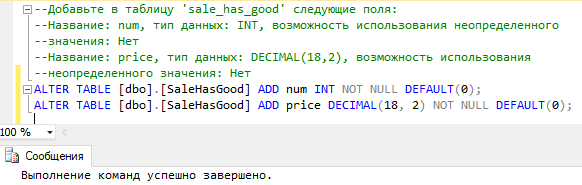 --Добавьте в таблицу 'sale_has_good' следующие поля:
--Название: num, тип данных: INT, возможность использования неопределенного
--значения: Нет
--Название: price, тип данных: DECIMAL(18,2), возможность использования
--неопределенного значения: Нет
ALTER TABLE [dbo].[SaleHasGood] ADD num INT NOT NULL DEFAULT(0);
ALTER TABLE [dbo].[SaleHasGood] ADD price DECIMAL(18, 2) NOT NULL DEFAULT(0);
100 %
Сообщения
Выполнение команд успешно завершено.